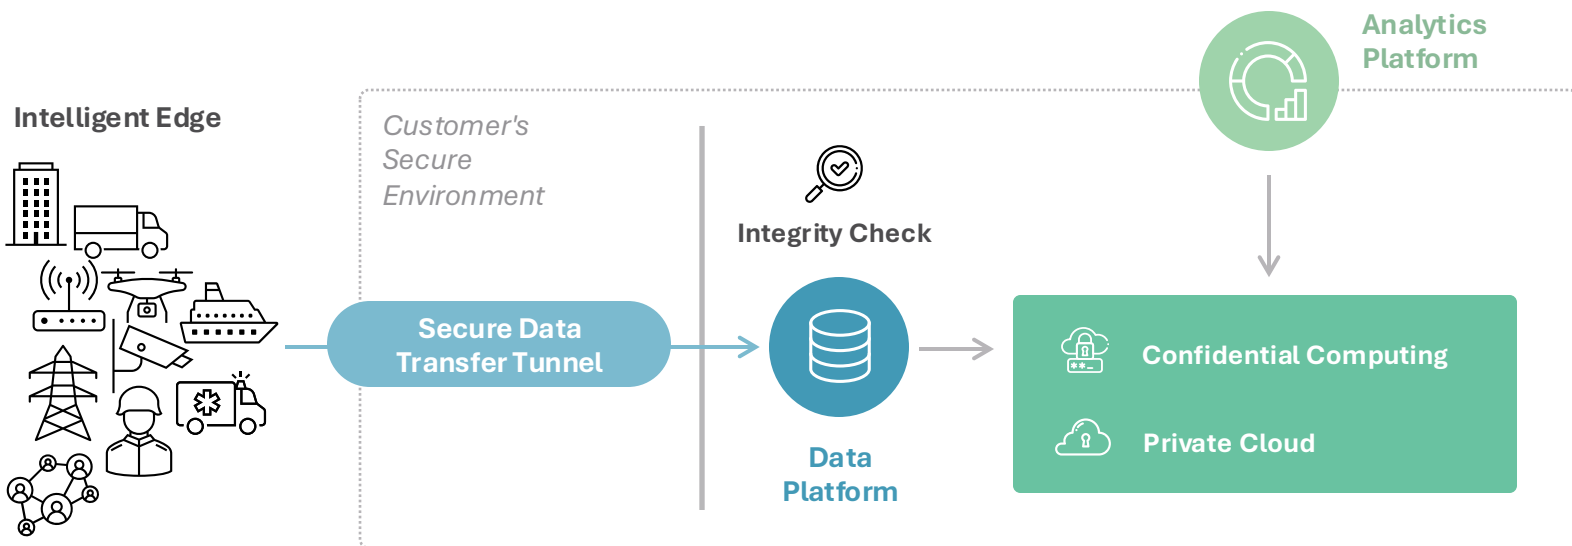 Analytics
Platform
Intelligent Edge
Customer's
Secure
Environment
Integrity Check
Secure Data
Transfer Tunnel
Data
Platform
**_
Confidential Computing
Private Cloud